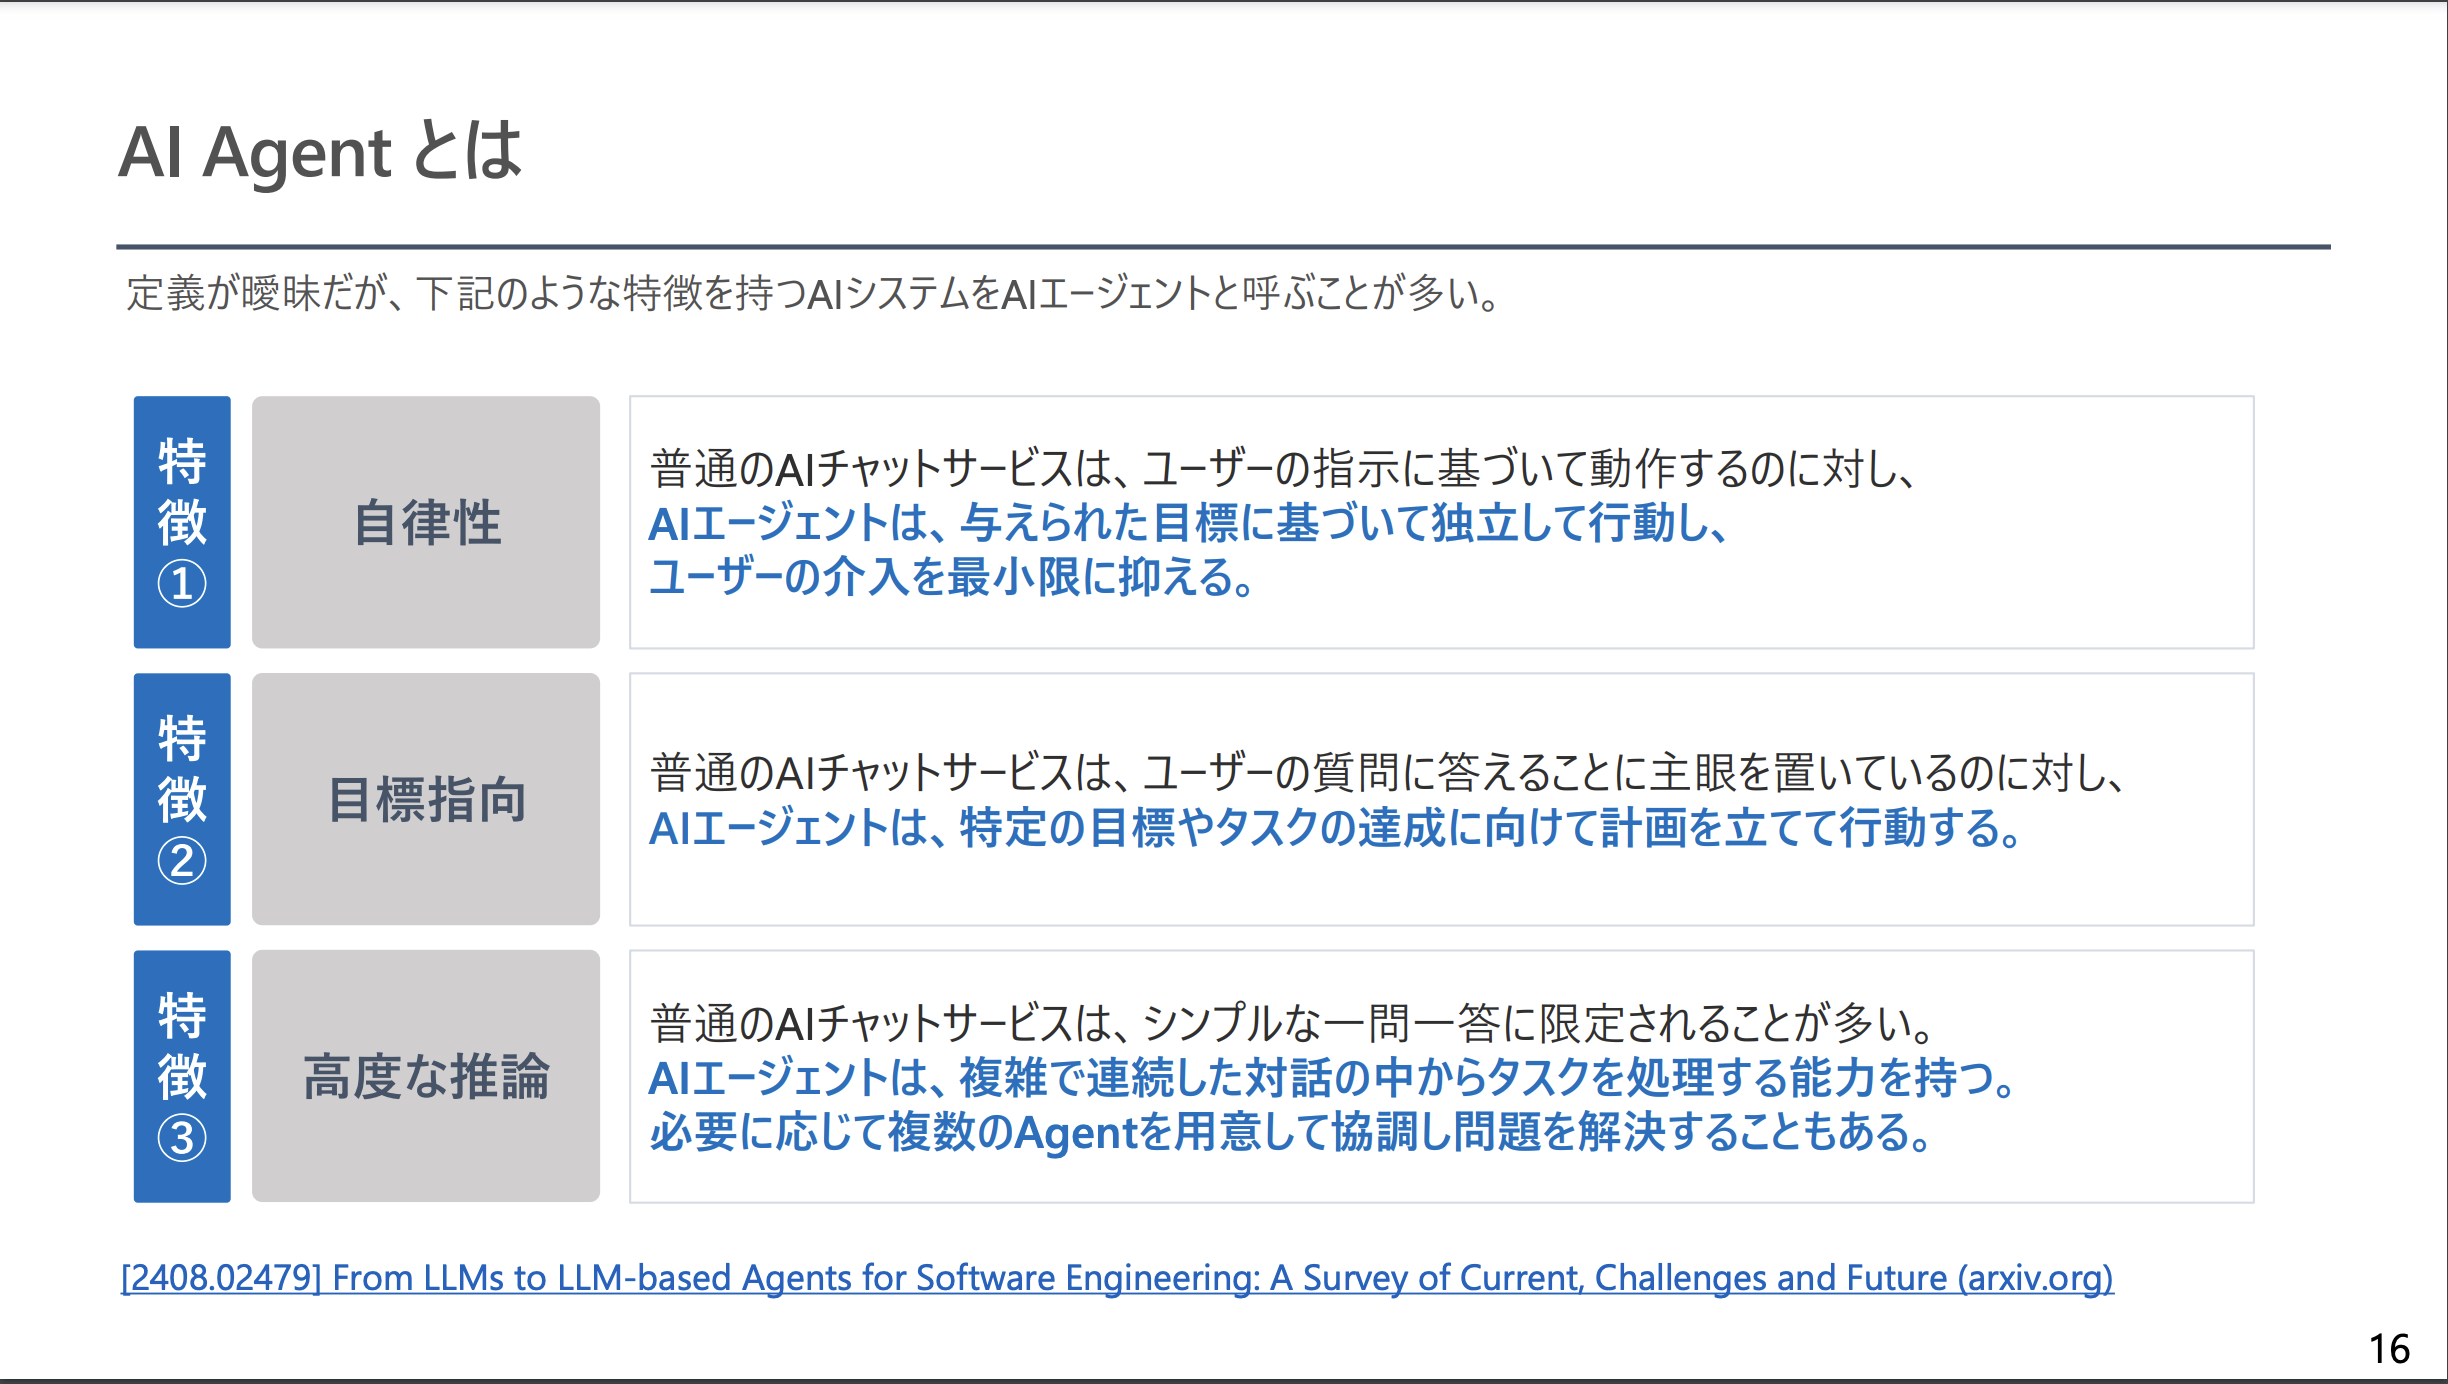 AI Agent とは
定義が曖昧だが、下記のような特徴を持つAIシステムをAIエージェントと呼ぶことが多い。
特徴①
自律性
普通のAIチャットサービスは、ユーザーの指示に基づいて動作するのに対し、
AIエージェントは、与えられた目標に基づいて独立して行動し、
ユーザーの介入を最小限に抑える。
特徴②
目標指向
普通のAIチャットサービスは、ユーザーの質問に答えることに主眼を置いているのに対し、
AIエージェントは、特定の目標やタスクの達成に向けて計画を立てて行動する。
特徴③
高度な推論
普通のAIチャットサービスは、シンプルな一問一答に限定されることが多い。
AIエージェントは、複雑で連続した対話の中からタスクを処理する能力を持つ。
必要に応じて複数のAgentを用意して協調し問題を解決することもある。
[2408.02479] From LLMs to LLM-based Agents for Software Engineering: A Survey of Current, Challenges and Future (arxiv.org)
16